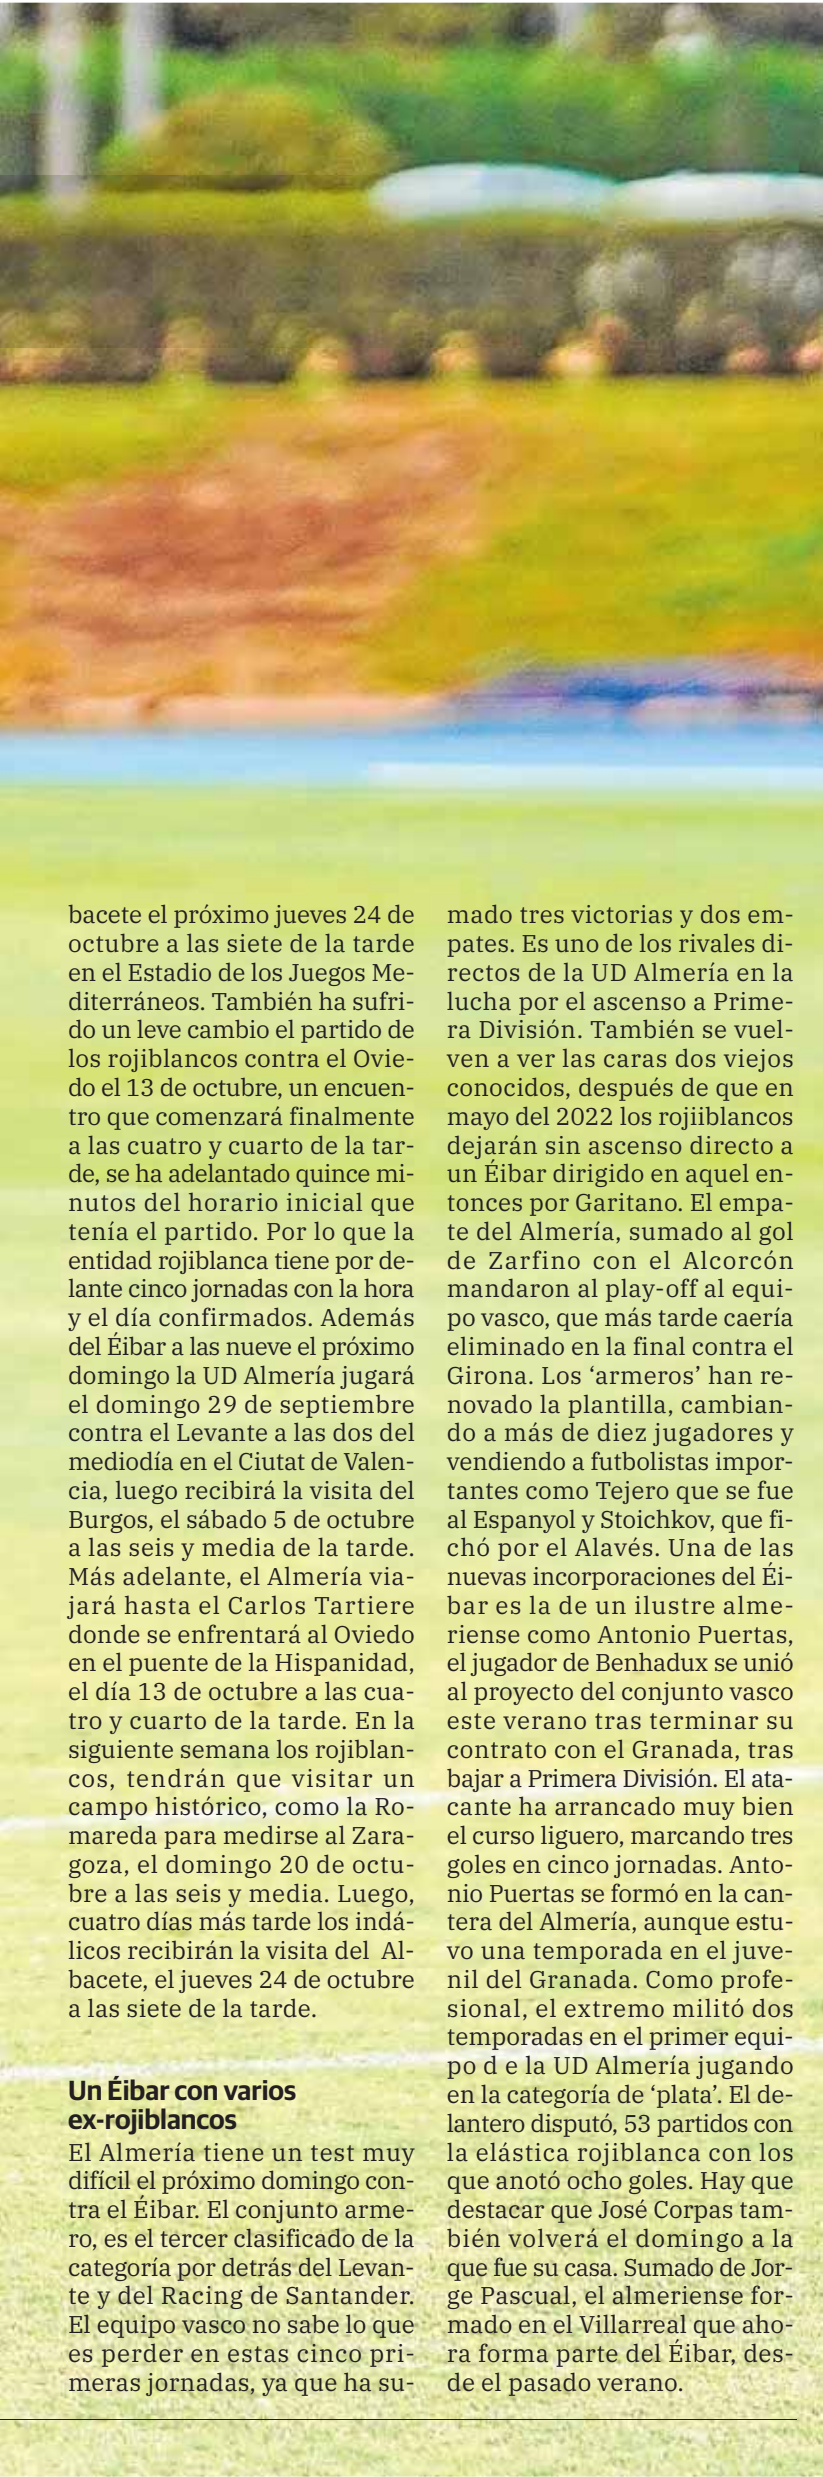 bacete el próximo jueves 24 de
octubre a las siete de la tarde
en el Estadio de los Juegos Me-
diterráneos. También ha sufri-
do un leve cambio el partido de
los rojiblancos contra el Ovie-
do el 13 de octubre, un encuen-
tro que comenzará finalmente
a las cuatro y cuarto de la tar-
de, se ha adelantado quince mi-
nutos del horario inicial que
tenía el partido. Por lo que la
entidad rojiblanca tiene por de-
lante cinco jornadas con la hora
y el día confirmados. Además
del Éibar a las nueve el próximo
domingo la UD Almería jugará
el domingo 29 de septiembre
contra el Levante a las dos del
mediodía en el Ciutat de Valen-
cia, luego recibirá la visita del
Burgos, el sábado 5 de octubre
a las seis y media de la tarde.
Más adelante, el Almería via-
jará hasta el Carlos Tartiere
donde se enfrentará al Oviedo
en el puente de la Hispanidad,
el día 13 de octubre a las cua-
tro y cuarto de la tarde. En la
siguiente semana los rojiblan-
cos, tendrán que visitar un
campo histórico, como la Ro-
mareda para medirse al Zara-
goza, el domingo 20 de octu-
bre a las seis y media. Luego,
cuatro días más tarde los indá-
licos recibirán la visita del Al-
bacete, el jueves 24 de octubre
a las siete de la tarde.
Un Éibar con varios
ex-rojiblancos
El Almería tiene un test muy
difícil el próximo domingo con-
tra el Éibar. El conjunto arme-
ro, es el tercer clasificado de la
categoría por detrás del Levan-
te y del Racing de Santander.
El equipo vasco no sabe lo que
es perder en estas cinco pri-
meras jornadas, ya que ha su-
mado tres victorias y dos em-
pates. Es uno de los rivales di-
rectos de la UD Almería en la
lucha por el ascenso a Prime-
ra División. También se vuel-
ven a ver las caras dos viejos
conocidos, después de que en
mayo del 2022 los rojiiblancos
dejarán sin ascenso directo a
un Éibar dirigido en aquel en-
tonces por Garitano. El empa-
te del Almería, sumado al gol
de Zarfino con el Alcorcón
mandaron al play-off al equi-
po vasco, que más tarde caería
eliminado en la final contra el
Girona. Los ‘armeros’ han re-
novado la plantilla, cambian-
do a más de diez jugadores y
vendiendo a futbolistas impor-
tantes como Tejero que se fue
al Espanyol y Stoichkov, que fi-
chó por el Alavés. Una de las
nuevas incorporaciones del Éi-
bar es la de un ilustre alme-
riense como Antonio Puertas,
el jugador de Benhadux se unió
al proyecto del conjunto vasco
este verano tras terminar su
contrato con el Granada, tras
bajar a Primera División. El ata-
cante ha arrancado muy bien
el curso liguero, marcando tres
goles en cinco jornadas. Anto-
nio Puertas se formó en la can-
tera del Almería, aunque estu-
vo una temporada en el juve-
nil del Granada. Como profe-
sional, el extremo militó dos
temporadas en el primer equi-
po d e la UD Almería jugando
en la categoría de ‘plata’. El de-
lantero disputó, 53 partidos con
la elástica rojiblanca con los
que anotó ocho goles. Hay que
destacar que José Corpas tam-
bién volverá el domingo a la
que fue su casa. Sumado de Jor-
ge Pascual, el almeriense for-
mado en el Villarreal que aho-
ra forma parte del Éibar, des-
de el pasado verano.